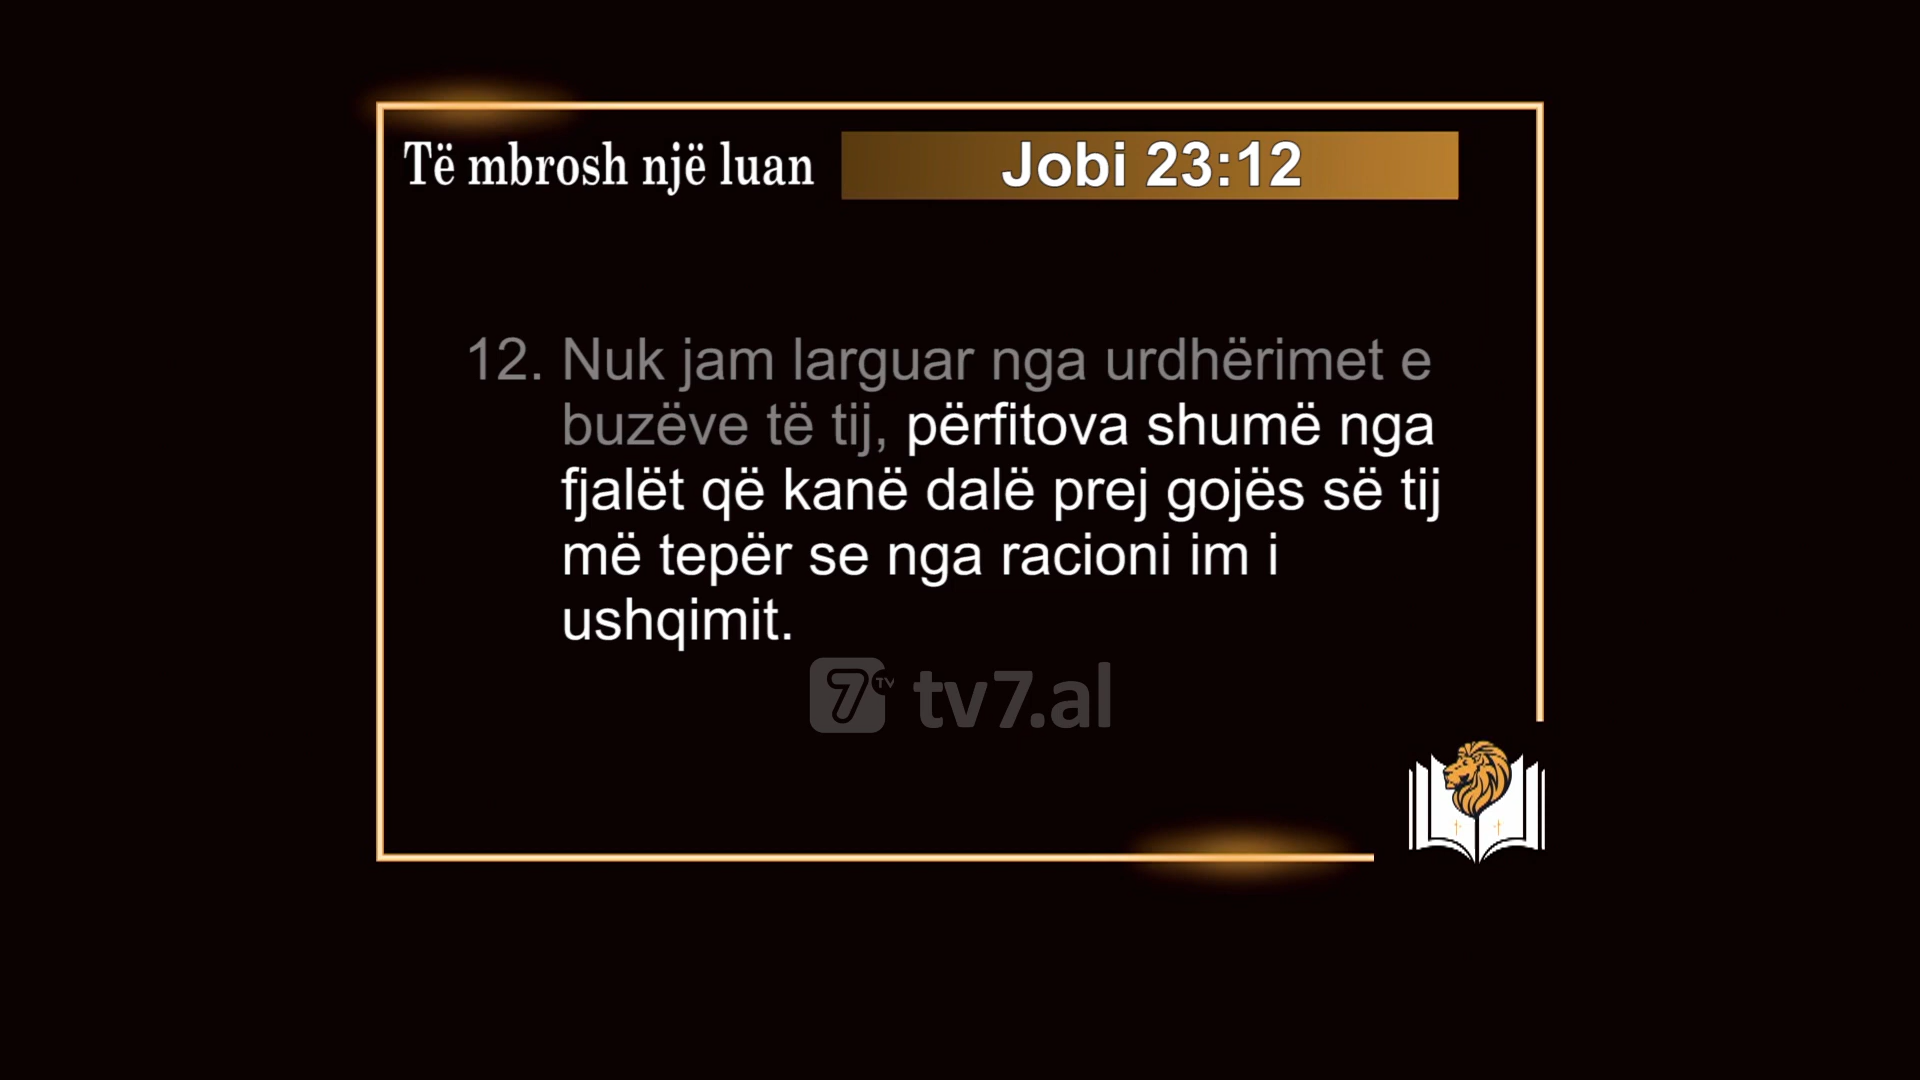 Të mbrosh një luan
Jobi 23:12
12. Nuk jam larguar nga urdhërimet e
buzëve të tij, përfitova shumë nga
fjalët që kanë dalë prej gojës së tij
më tepër se nga racioni im i
ushqimit.
7 TV tv7.al